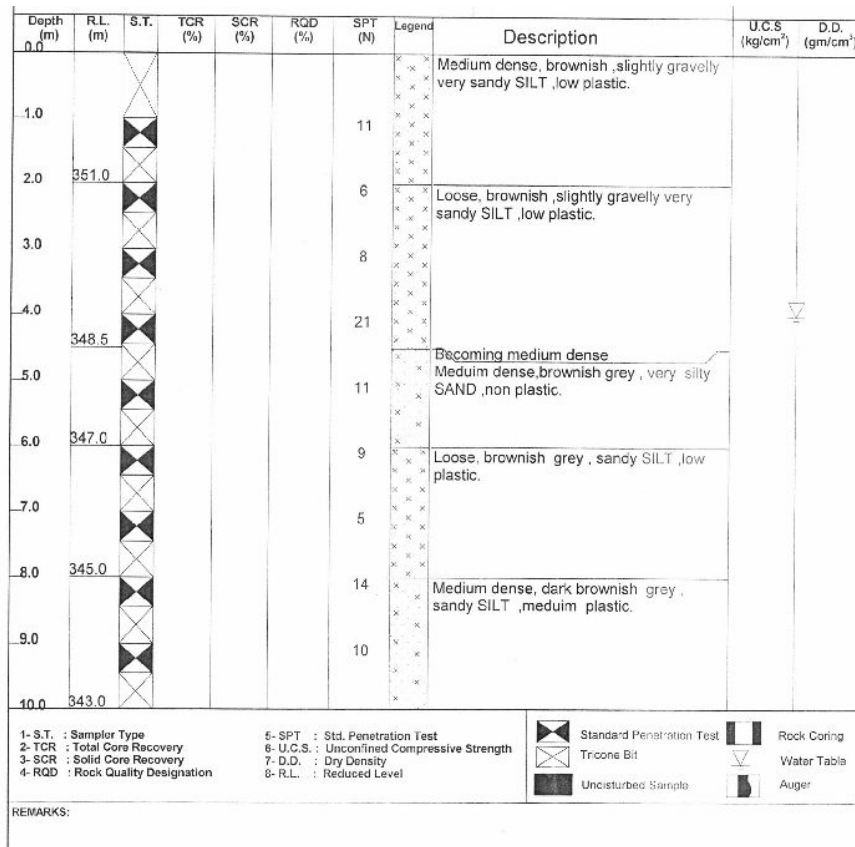 Depth (m) R.L. (m) S.T. TCR (%) SCR (%) RQD (%) SPT (N) Legend Description U.C.S (kg/cm²) D.D. (gm/cm³)
0.0
Medium dense, brownish ,slightly gravelly
very sandy SILT ,low plastic.
1.0
11
2.0 351.0 6
Loose, brownish ,slightly gravelly very
sandy SILT ,low plastic.
3.0
8
4.0
21
348.5
Becoming medium dense
Meduim dense,brownish grey , very silty
SAND ,non plastic.
5.0
11
6.0 347.0
9
Loose, brownish grey , sandy SILT ,low
plastic.
7.0
5
8.0 345.0
14
Medium dense, dark brownish grey ,
sandy SILT ,meduim plastic.
9.0
10
10.0 343.0
1- S.T. : Sampler Type
2- TCR : Total Core Recovery
3- SCR : Solid Core Recovery
4- RQD : Rock Quality Designation
5- SPT : Std. Penetration Test
6- U.C.S. : Unconfined Compressive Strength
7- D.D. : Dry Density
8- R.L. : Reduced Level
Standard Penetration Test
Tricone Bit
Undisturbed Sample
Rock Coring
Water Table
Auger
REMARKS: